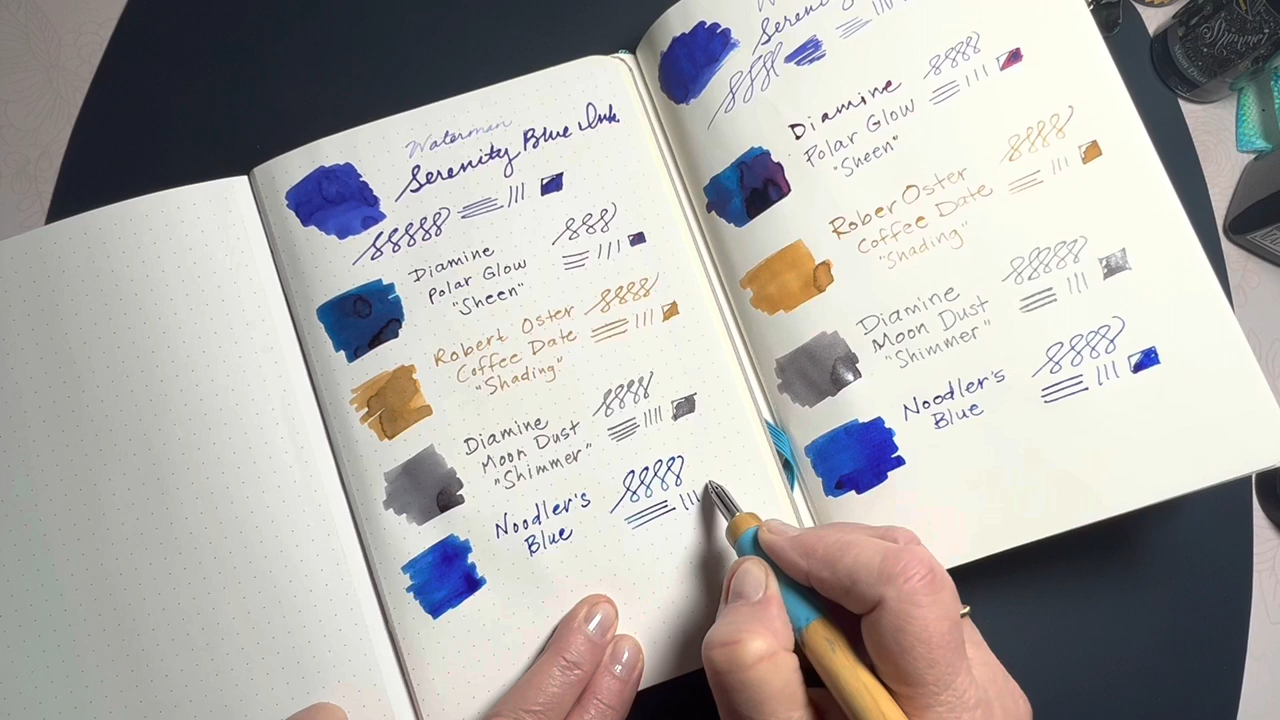 Waterman
Serenity Blue Ink
Diamine
Polar Glow
"Sheen"
Robert Oster
Coffee Date
"Shading"
Diamine
Moon Dust
"Shimmer"
Noodler's
Blue
Diamine
Polar Glow
"Sheen"
Rober Oster
Coffee Date
"Shading"
Diamine
Moon Dust
"Shimmer"
Noodler's
Blue